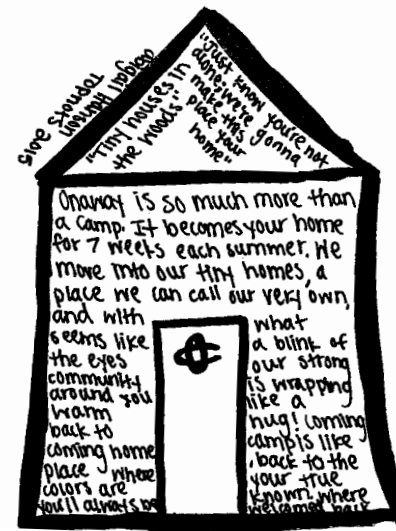 Abigail Hanson
Topnots 2015
"Tiny houses in
the woods"
"Just know you're not
alone, we're gonna
make this
place your
home"
Onaway is so much more than
a camp. It becomes your home
for 7 weeks each summer. We
move into our tiny homes, a
place we can call our very own,
and with what
seems like a blink of
the eyes our strong
community is wrapping
around you like a
warm hug! Coming
back to camp is like
coming home, back to the
place where your true
colors are known, where
you'll always be welcomed back